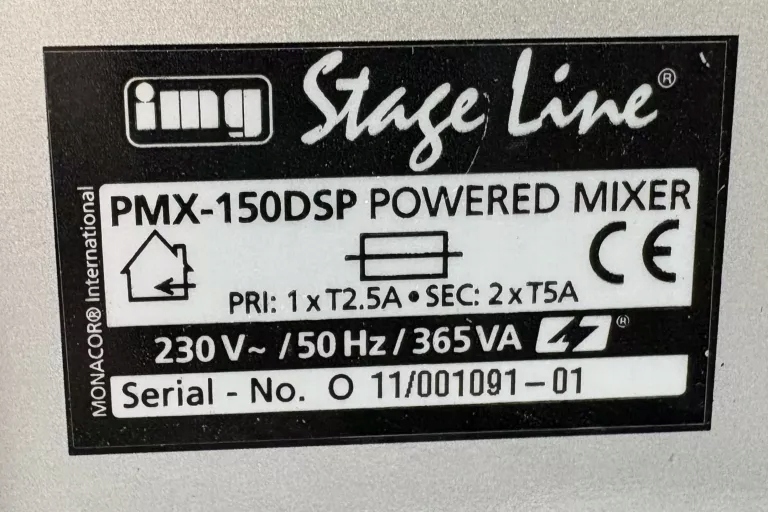 img Stage Line®
MONACOR® International
PMX-150DSP POWERED MIXER
CE
PRI: 1 x T2.5A • SEC: 2 x T5A
230 V~ / 50 Hz / 365 VA ®
Serial - No. O 11/001091-01